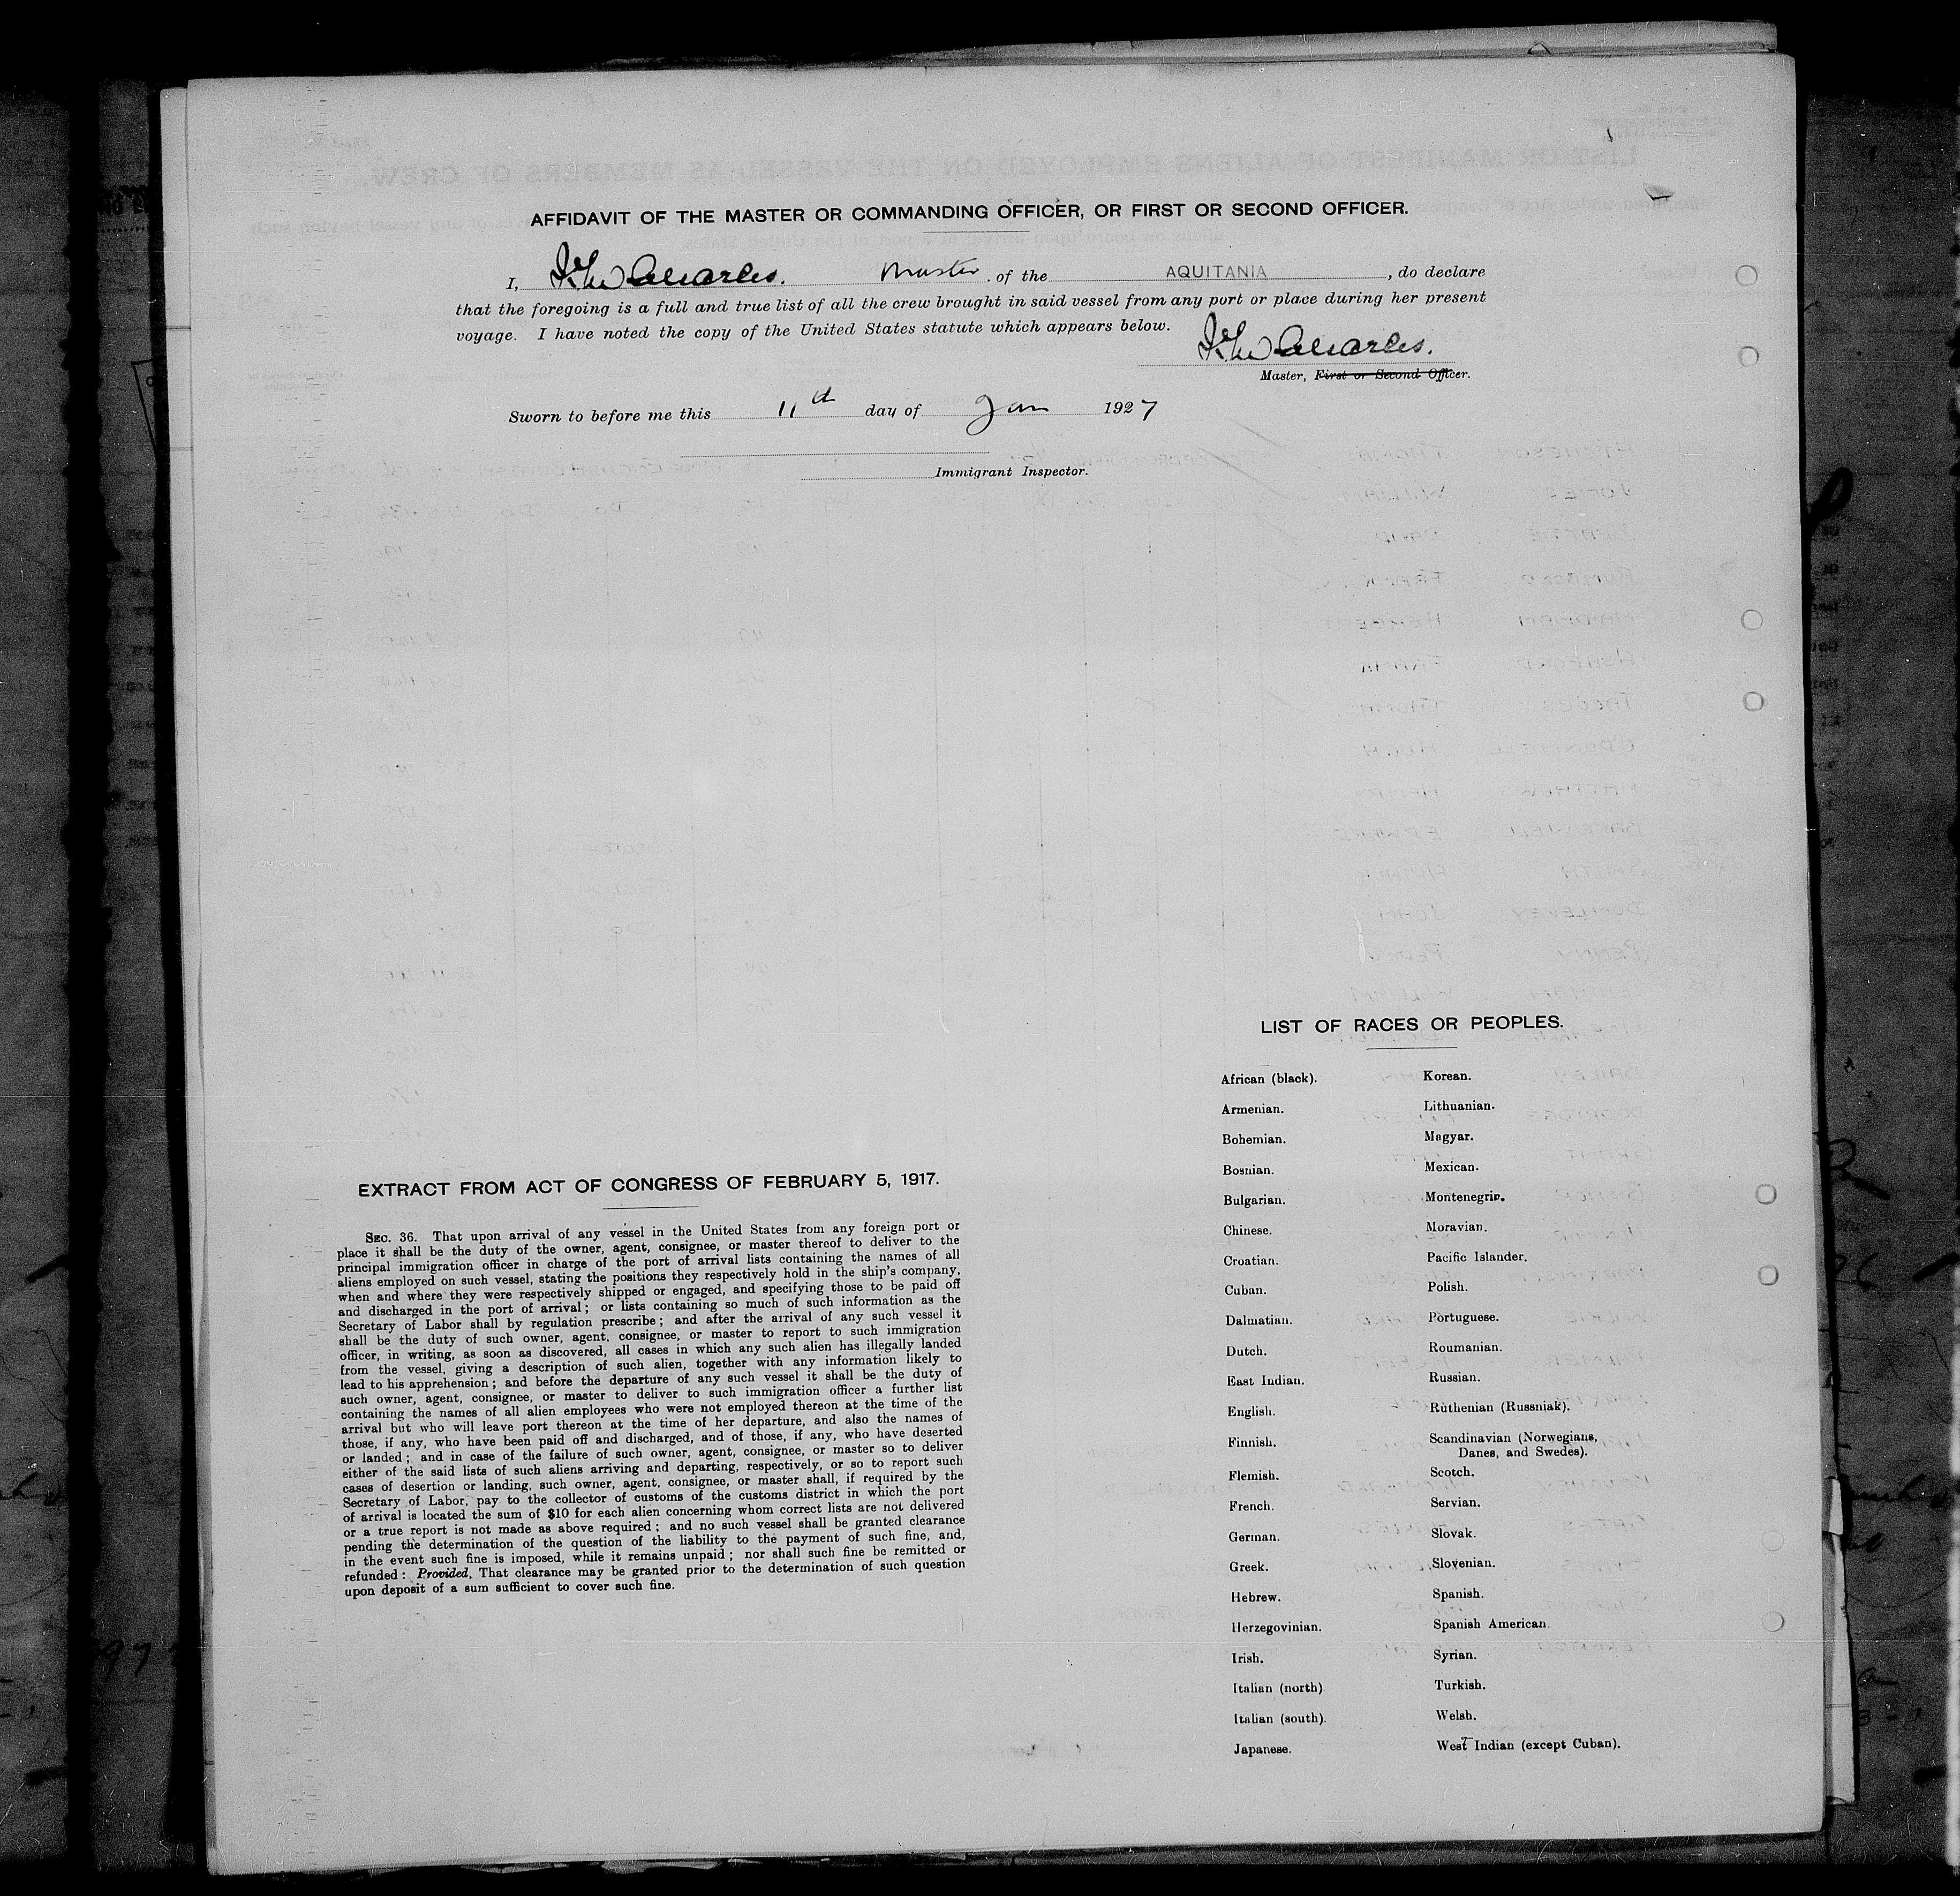 AFFIDAVIT OF THE MASTER OR COMMANDING OFFICER, OR FIRST OR SECOND OFFICER.
I, Master of the AQUITANIA, do declare
that the foregoing is a full and true list of all the crew brought in said vessel from any port or place during her present
voyage. I have noted the copy of the United States statute which appears below.
Master, First or Second Officer.
Sworn to before me this 11th day of Jan 1927
Immigrant Inspector.
EXTRACT FROM ACT OF CONGRESS OF FEBRUARY 5, 1917.
SEC. 36. That upon arrival of any vessel in the United States from any foreign port or
place it shall be the duty of the owner, agent, consignee, or master thereof to deliver to the
principal immigration officer in charge of the port of arrival lists containing the names of all
aliens employed on such vessel, stating the positions they respectively hold in the ship's company,
when and where they were respectively shipped or engaged, and specifying those to be paid off
and discharged in the port of arrival; or lists containing so much of such information as the
Secretary of Labor shall by regulation prescribe; and after the arrival of any such vessel it
shall be the duty of such owner, agent, consignee, or master to report to such immigration
officer, in writing, as soon as discovered, all cases in which any such alien has illegally landed
from the vessel, giving a description of such alien, together with any information likely to
lead to his apprehension; and before the departure of any such vessel it shall be the duty of
such owner, agent, consignee, or master to deliver to such immigration officer a further list
containing the names of all alien employees who were not employed thereon at the time of the
arrival but who will leave port thereon at the time of her departure, and also the names of
those, if any, who have been paid off and discharged, and of those, if any, who have deserted
or landed; and in case of the failure of such owner, agent, consignee, or master so to deliver
either of the said lists of such aliens arriving and departing, respectively, or so to report such
cases of desertion or landing, such owner, agent, consignee, or master shall, if required by the
Secretary of Labor, pay to the collector of customs of the customs district in which the port
of arrival is located the sum of $10 for each alien concerning whom correct lists are not delivered
or a true report is not made as above required; and no such vessel shall be granted clearance
pending the determination of the question of the liability to the payment of such fine, and,
in the event such fine is imposed, while it remains unpaid; nor shall such fine be remitted or
refunded: Provided, That clearance may be granted prior to the determination of such question
upon deposit of a sum sufficient to cover such fine.
LIST OF RACES OR PEOPLES.
African (black).
Armenian.
Bohemian.
Bosnian.
Bulgarian.
Chinese.
Croatian.
Cuban.
Dalmatian.
Dutch.
East Indian.
English.
Finnish.
Flemish.
French.
German.
Greek.
Hebrew.
Herzegovinian.
Irish.
Italian (north).
Italian (south).
Japanese.
Korean.
Lithuanian.
Magyar.
Mexican.
Montenegrin.
Moravian.
Pacific Islander.
Polish.
Portuguese.
Roumanian.
Russian.
Ruthenian (Russniak).
Scandinavian (Norwegians,
Danes, and Swedes).
Scotch.
Servian.
Slovak.
Slovenian.
Spanish.
Spanish American.
Syrian.
Turkish.
Welsh.
West Indian (except Cuban).